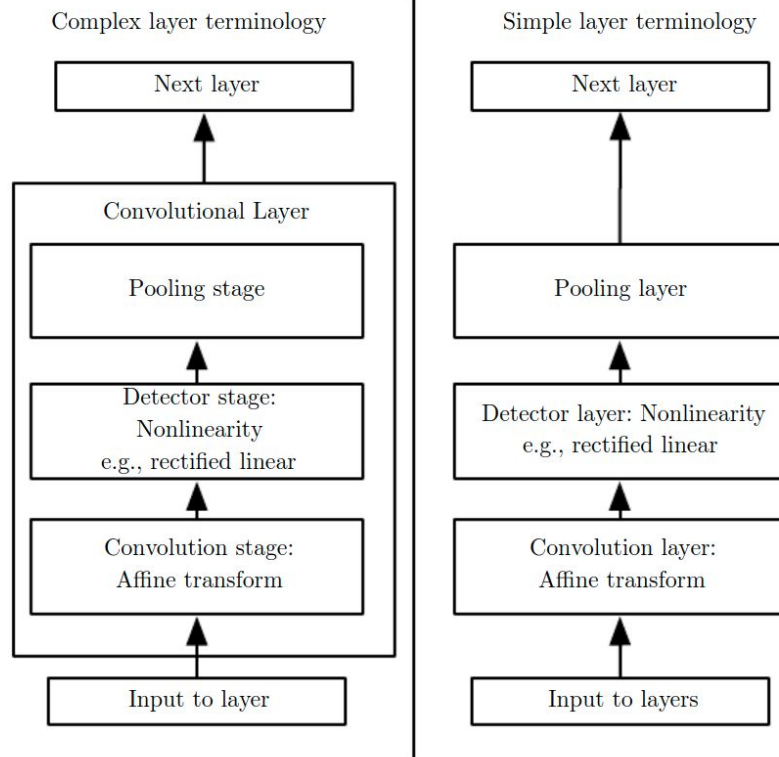 Complex layer terminology
Next layer
Convolutional Layer
Pooling stage
Detector stage:
Nonlinearity
e.g., rectified linear
Convolution stage:
Affine transform
Input to layer
Simple layer terminology
Next layer
Pooling layer
Detector layer: Nonlinearity
e.g., rectified linear
Convolution layer:
Affine transform
Input to layers